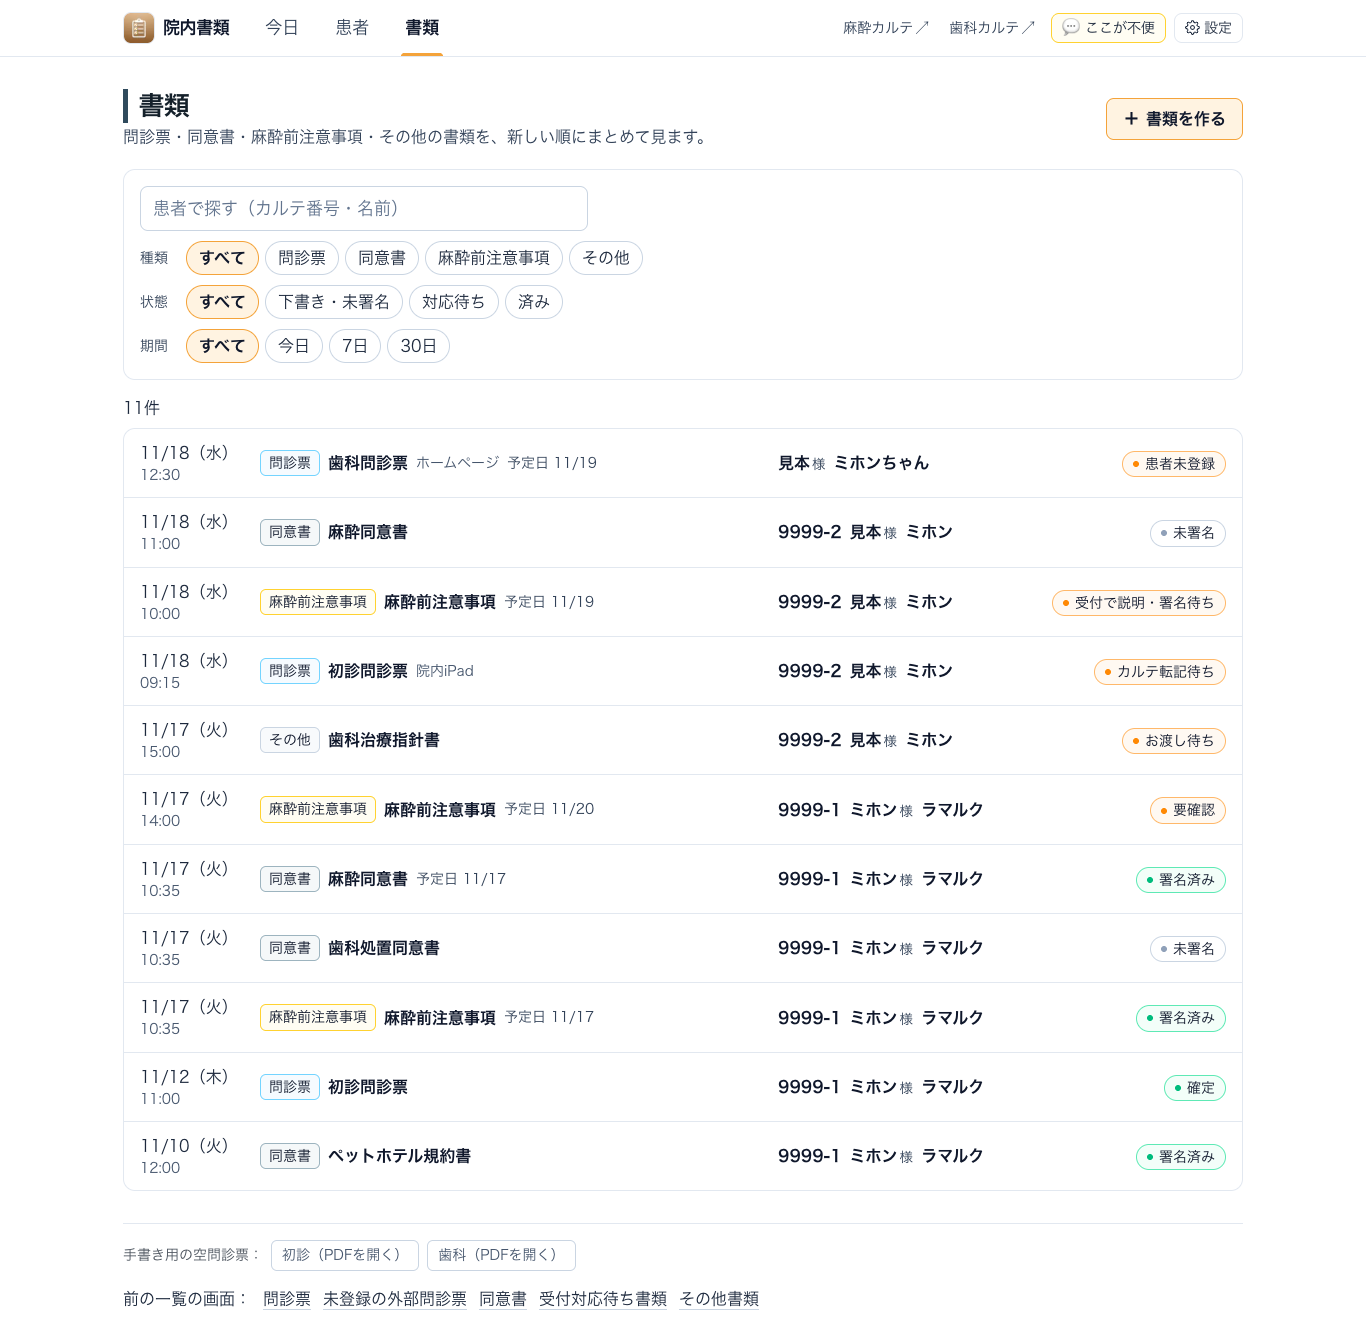 院内書類 今日 患者 書類 麻酔カルテ↗ 歯科カルテ↗ 💬 ここが不便 設定
書類
問診票・同意書・麻酔前注意事項・その他の書類を、新しい順にまとめて見ます。
＋ 書類を作る
患者で探す（カルテ番号・名前）
種類 すべて 問診票 同意書 麻酔前注意事項 その他
状態 すべて 下書き・未署名 対応待ち 済み
期間 すべて 今日 7日 30日
11件
11/18（水） 12:30 問診票 歯科問診票 ホームページ 予定日 11/19 見本様 ミホンちゃん 患者未登録
11/18（水） 11:00 同意書 麻酔同意書 9999-2 見本様 ミホン 未署名
11/18（水） 10:00 麻酔前注意事項 麻酔前注意事項 予定日 11/19 9999-2 見本様 ミホン 受付で説明・署名待ち
11/18（水） 09:15 問診票 初診問診票 院内iPad 9999-2 見本様 ミホン カルテ転記待ち
11/17（火） 15:00 その他 歯科治療指針書 9999-2 見本様 ミホン お渡し待ち
11/17（火） 14:00 麻酔前注意事項 麻酔前注意事項 予定日 11/20 9999-1 ミホン様 ラマルク 要確認
11/17（火） 10:35 同意書 麻酔同意書 予定日 11/17 9999-1 ミホン様 ラマルク 署名済み
11/17（火） 10:35 同意書 歯科処置同意書 9999-1 ミホン様 ラマルク 未署名
11/17（火） 10:35 麻酔前注意事項 麻酔前注意事項 予定日 11/17 9999-1 ミホン様 ラマルク 署名済み
11/12（木） 11:00 問診票 初診問診票 9999-1 ミホン様 ラマルク 確定
11/10（火） 12:00 同意書 ペットホテル規約書 9999-1 ミホン様 ラマルク 署名済み
手書き用の空問診票： 初診（PDFを開く） 歯科（PDFを開く）
前の一覧の画面： 問診票 未登録の外部問診票 同意書 受付対応待ち書類 その他書類